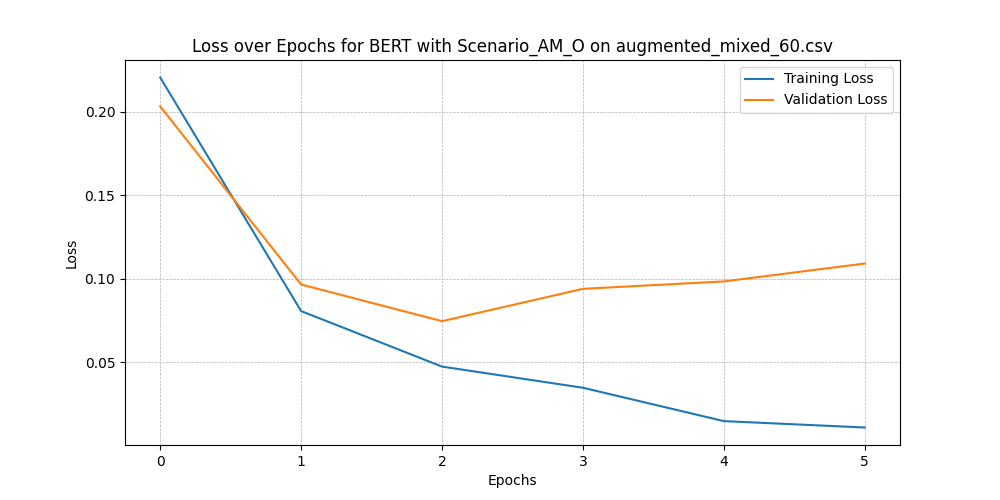 Loss over Epochs for BERT with Scenario_AM_O on augmented_mixed_60.csv
Training Loss
Validation Loss
0.20
0.15
0.10
0.05
Loss
0 1 2 3 4 5
Epochs